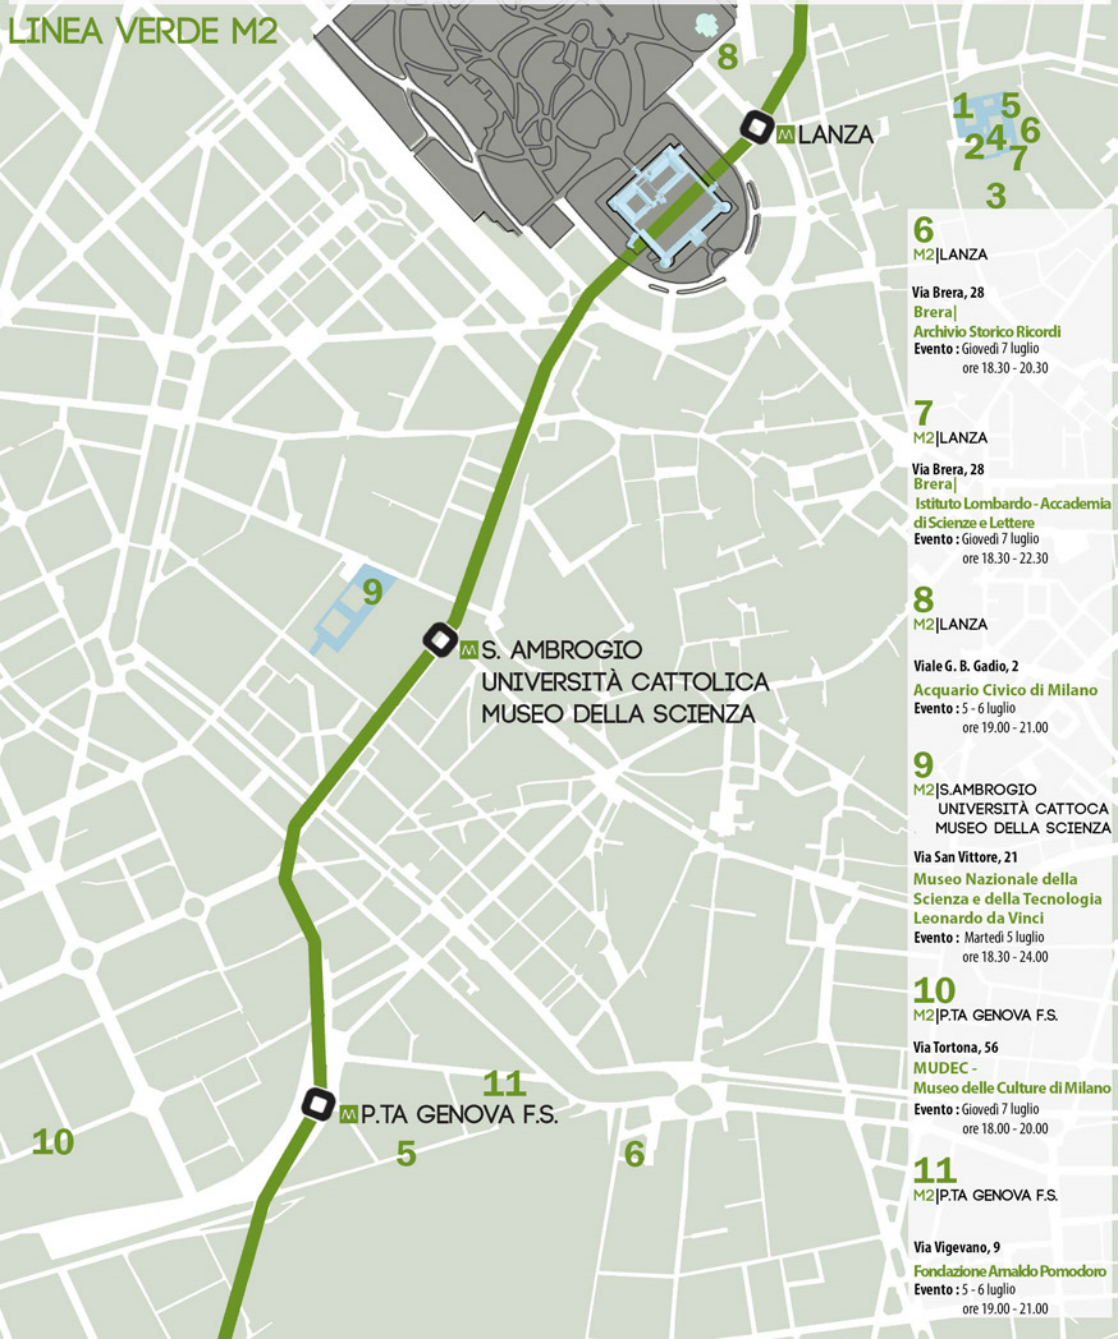 LINEA VERDE M2
8
M LANZA
1 5
2 4 6
7
3
9
M S. AMBROGIO
UNIVERSITÀ CATTOLICA
MUSEO DELLA SCIENZA
11
M P.TA GENOVA F.S.
10
5
6
6
M2|LANZA
Via Brera, 28
Brera|
Archivio Storico Ricordi
Evento : Giovedì 7 luglio
ore 18.30 - 20.30
7
M2|LANZA
Via Brera, 28
Brera|
Istituto Lombardo - Accademia
di Scienze e Lettere
Evento : Giovedì 7 luglio
ore 18.30 - 22.30
8
M2|LANZA
Viale G. B. Gadio, 2
Acquario Civico di Milano
Evento : 5 - 6 luglio
ore 19.00 - 21.00
9
M2|S.AMBROGIO
UNIVERSITÀ CATTOCA
MUSEO DELLA SCIENZA
Via San Vittore, 21
Museo Nazionale della
Scienza e della Tecnologia
Leonardo da Vinci
Evento : Martedì 5 luglio
ore 18.30 - 24.00
10
M2|P.TA GENOVA F.S.
Via Tortona, 56
MUDEC -
Museo delle Culture di Milano
Evento : Giovedì 7 luglio
ore 18.00 - 20.00
11
M2|P.TA GENOVA F.S.
Via Vigevano, 9
Fondazione Arnaldo Pomodoro
Evento : 5 - 6 luglio
ore 19.00 - 21.00